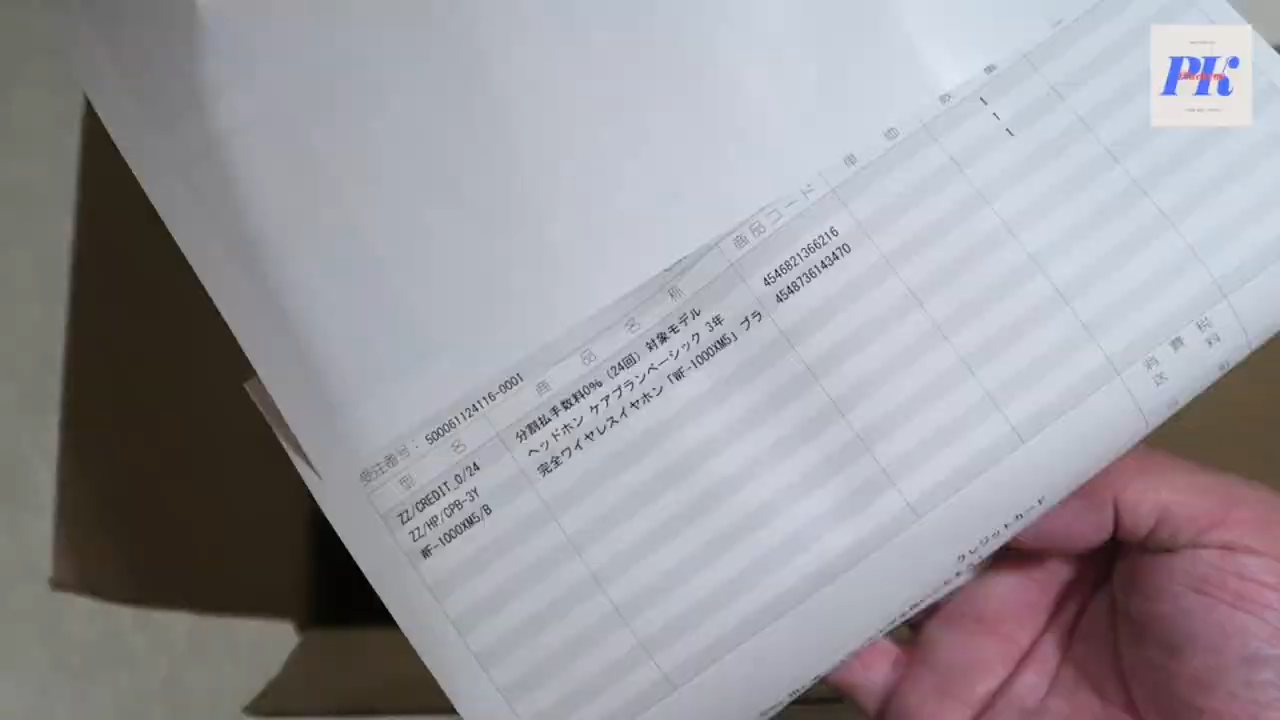 PK
受注番号： 500061124116-0001
型 名 商 品 名 称 商品コード 単 価 数 量
ZZ/CREDIT_0/24 分割払手数料0% (24回) 対象モデル 1
ZZ/HP/CPB-3Y ヘッドホン ケアプランベーシック 3年 4546821366216 1
WF-1000XM5/B 完全ワイヤレスイヤホン「WF-1000XM5」 ブラ 4548736143470 1
消 費 税
送 料
クレジットカード